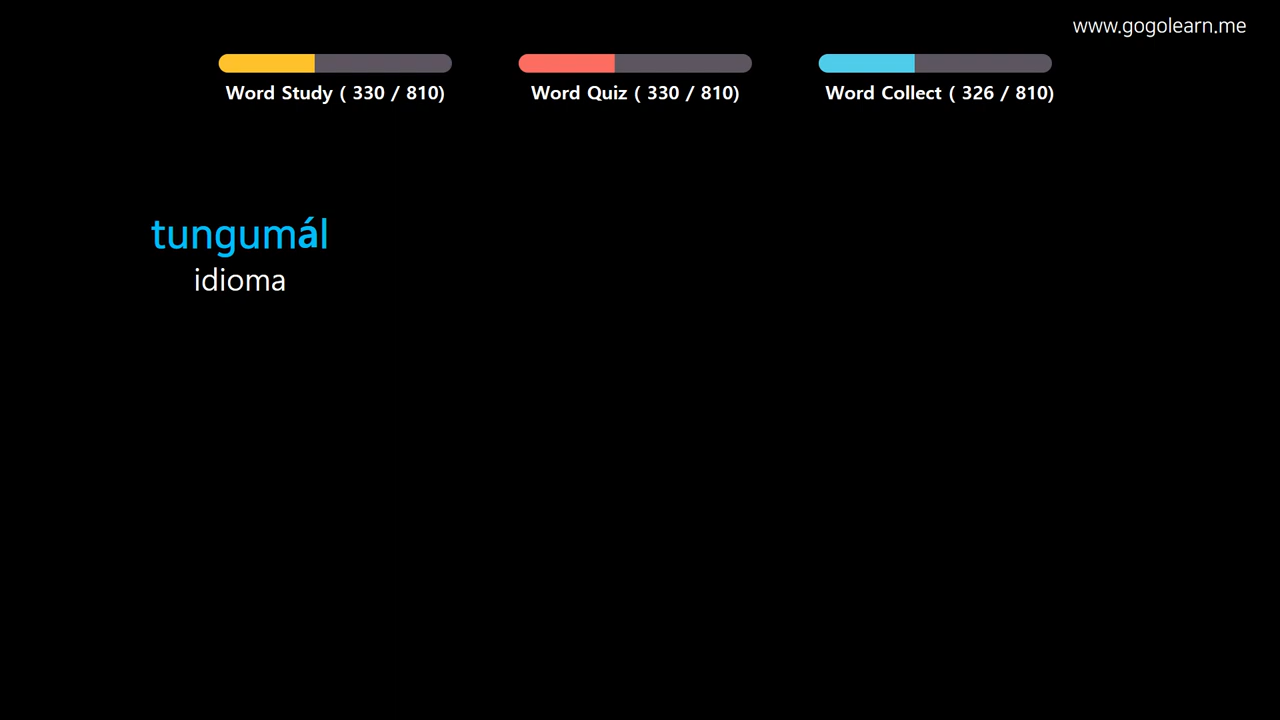 www.gogolearn.me
Word Study ( 330 / 810)
Word Quiz ( 330 / 810)
Word Collect ( 326 / 810)
tungumál
idioma